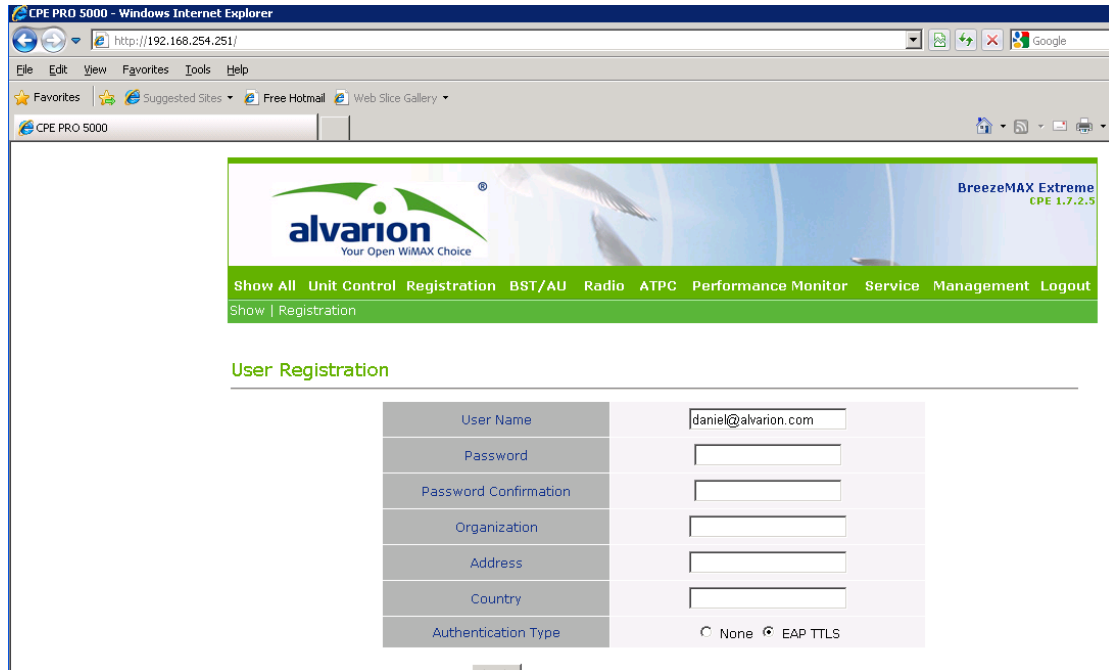 CPE PRO 5000 - Windows Internet Explorer
http://192.168.254.251/
Google
File Edit View Favorites Tools Help
Favorites Suggested Sites Free Hotmail Web Slice Gallery
CPE PRO 5000
alvarion ®
Your Open WiMAX Choice
BreezeMAX Extreme
CPE 1.7.2.5
Show All Unit Control Registration BST/AU Radio ATPC Performance Monitor Service Management Logout
Show | Registration
User Registration
User Name daniel@alvarion.com
Password
Password Confirmation
Organization
Address
Country
Authentication Type None EAP TTLS